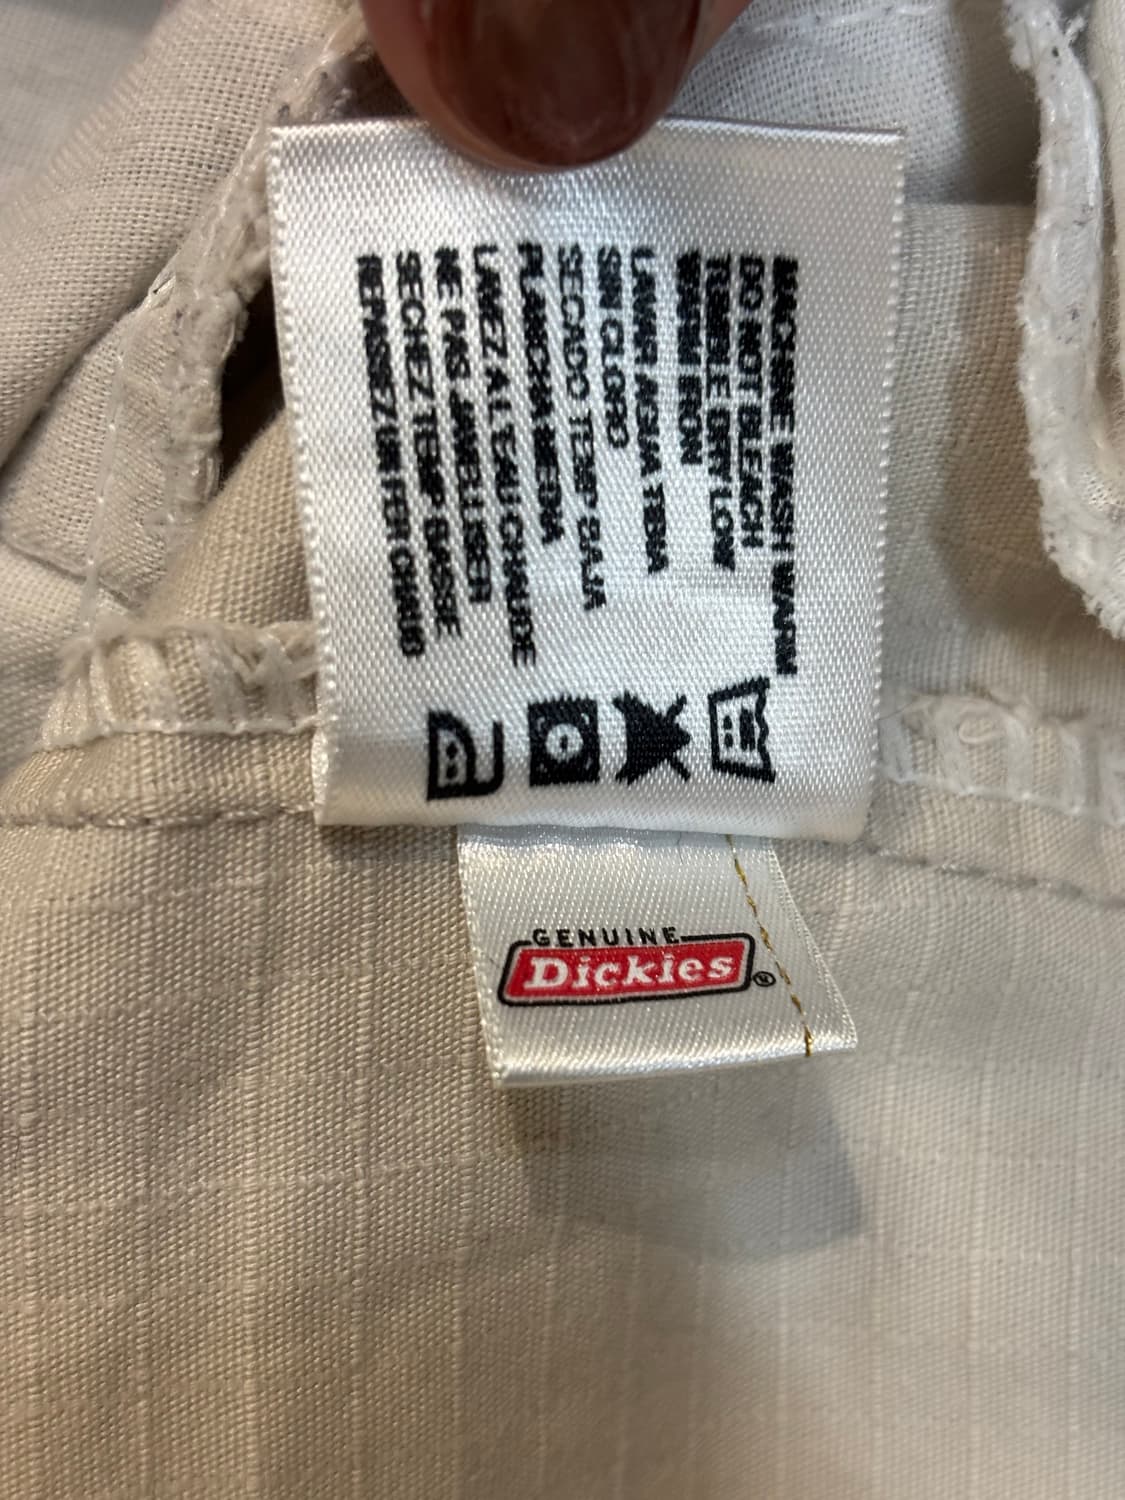 MACHINE WASH WARM
DO NOT BLEACH
TUMBLE DRY LOW
WARM IRON
LAVAR AGUA TIBIA
SIN CLORO
SECADO TEMP BAJA
PLANCHA MEDIA
LAVEZ A L'EAU CHAUDE
NE PAS JAVELLISER
SECHEZ TEMP BASSE
REPASSEZ UN FER CHAUD
GENUINE
Dickies®